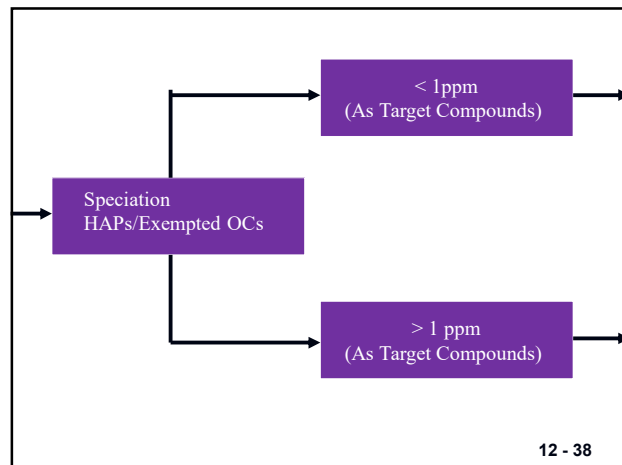 < 1ppm
(As Target Compounds)
Speciation
HAPs/Exempted OCs
> 1 ppm
(As Target Compounds)
12 - 38